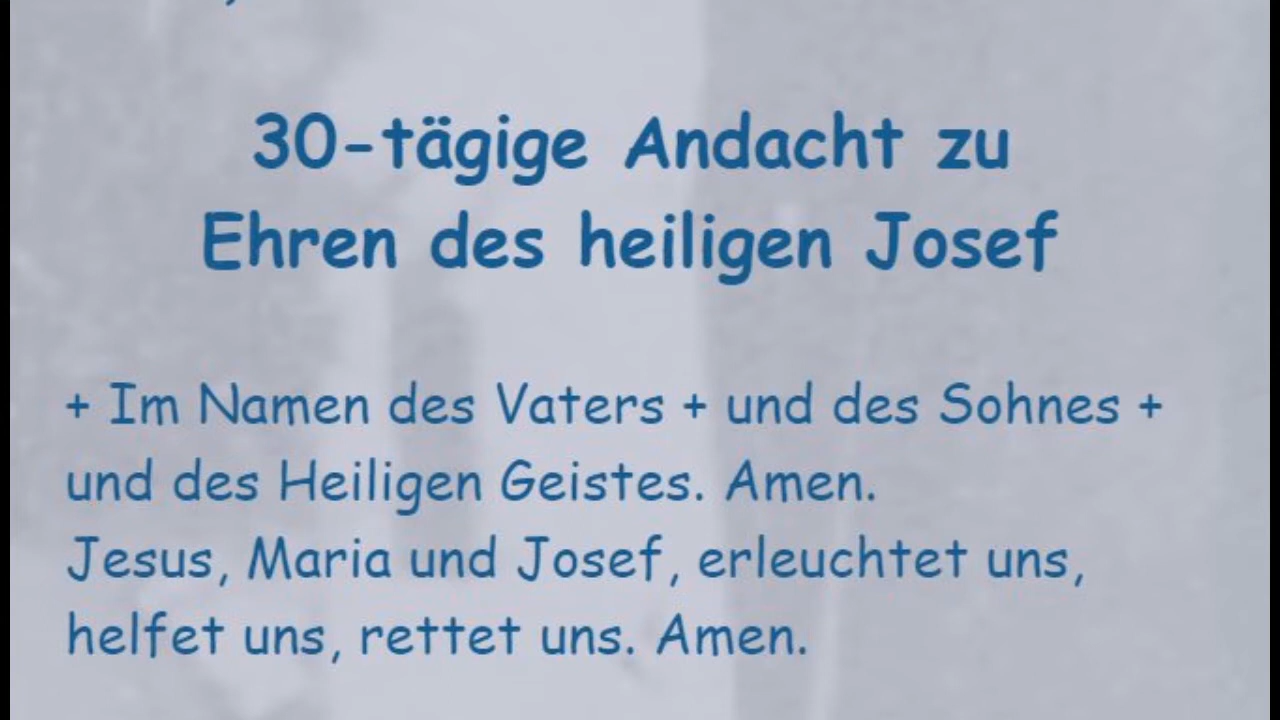 30-tägige Andacht zu
Ehren des heiligen Josef
+ Im Namen des Vaters + und des Sohnes +
und des Heiligen Geistes. Amen.
Jesus, Maria und Josef, erleuchtet uns,
helfet uns, rettet uns. Amen.